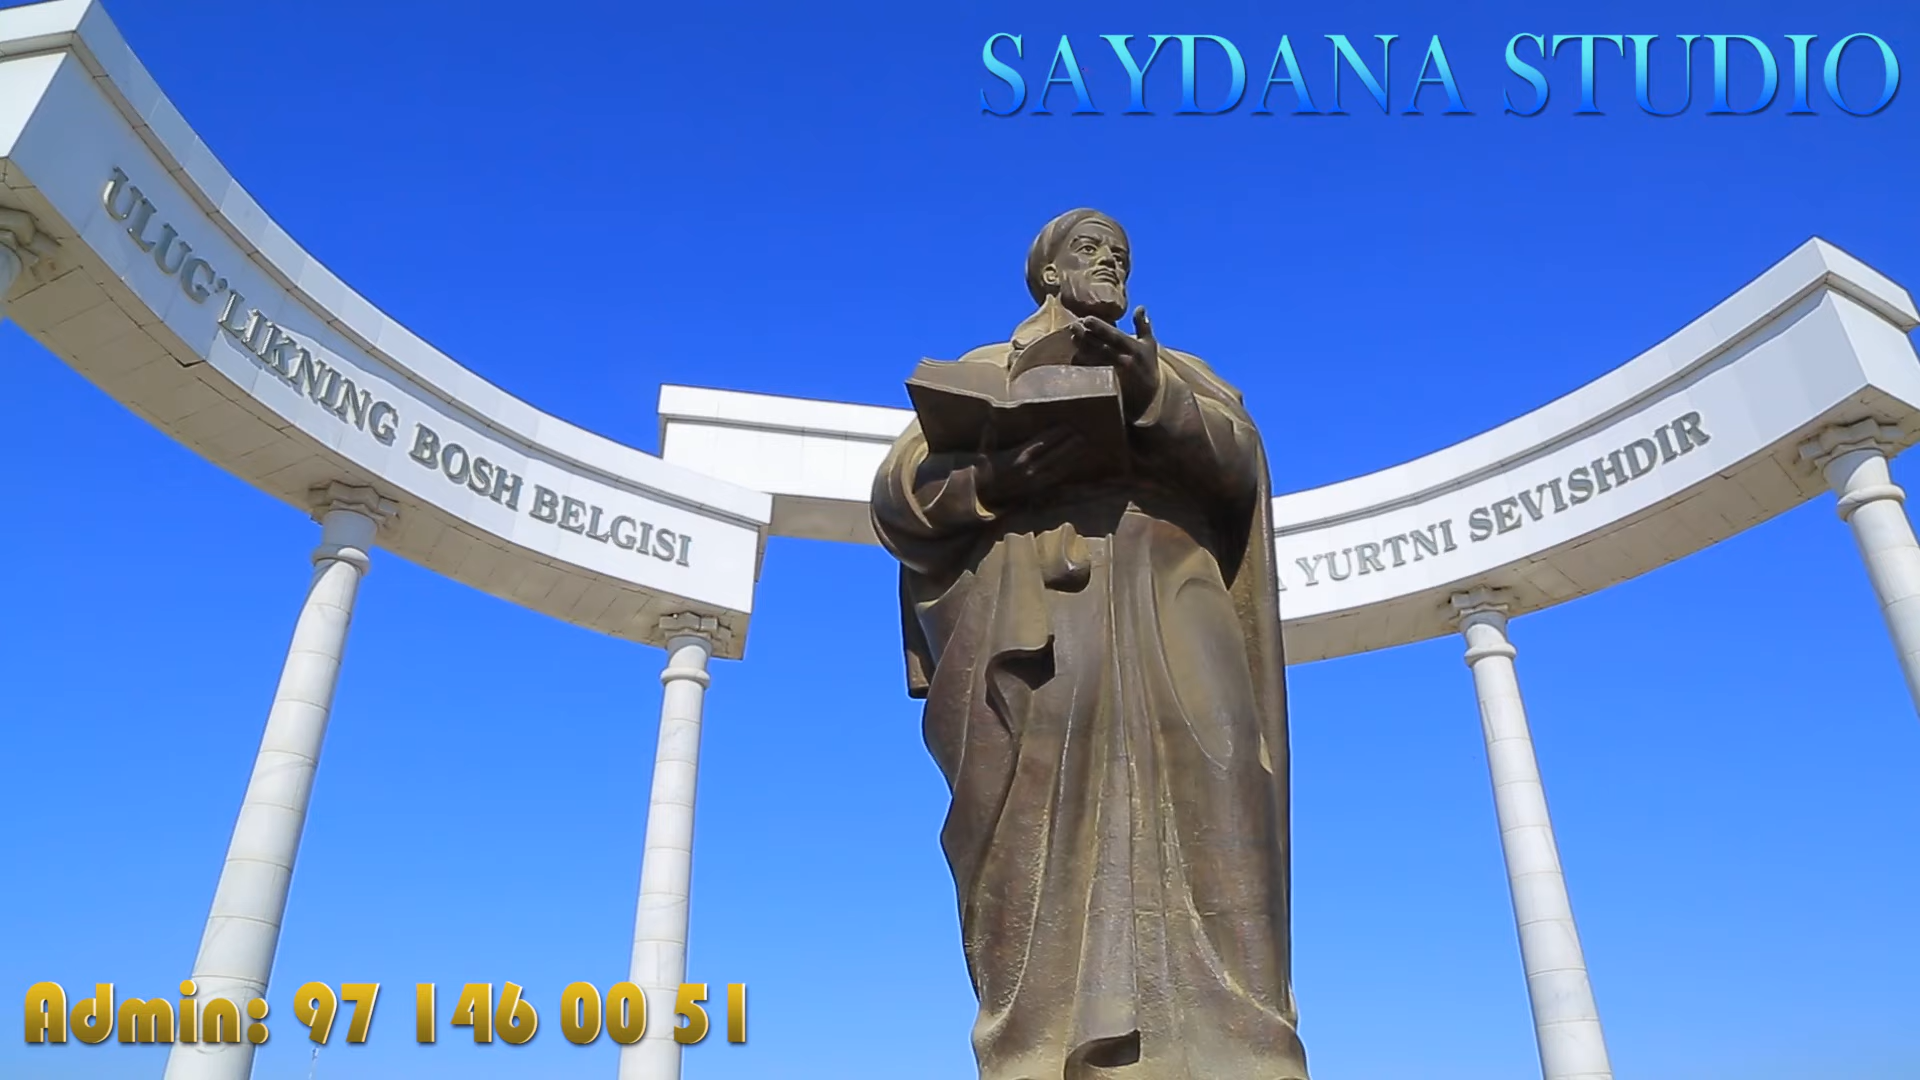 SAYDANA STUDIO
ULUG'LIKNING BOSH BELGISI
YURTNI SEVISHDIR
Admin: 97 146 00 51